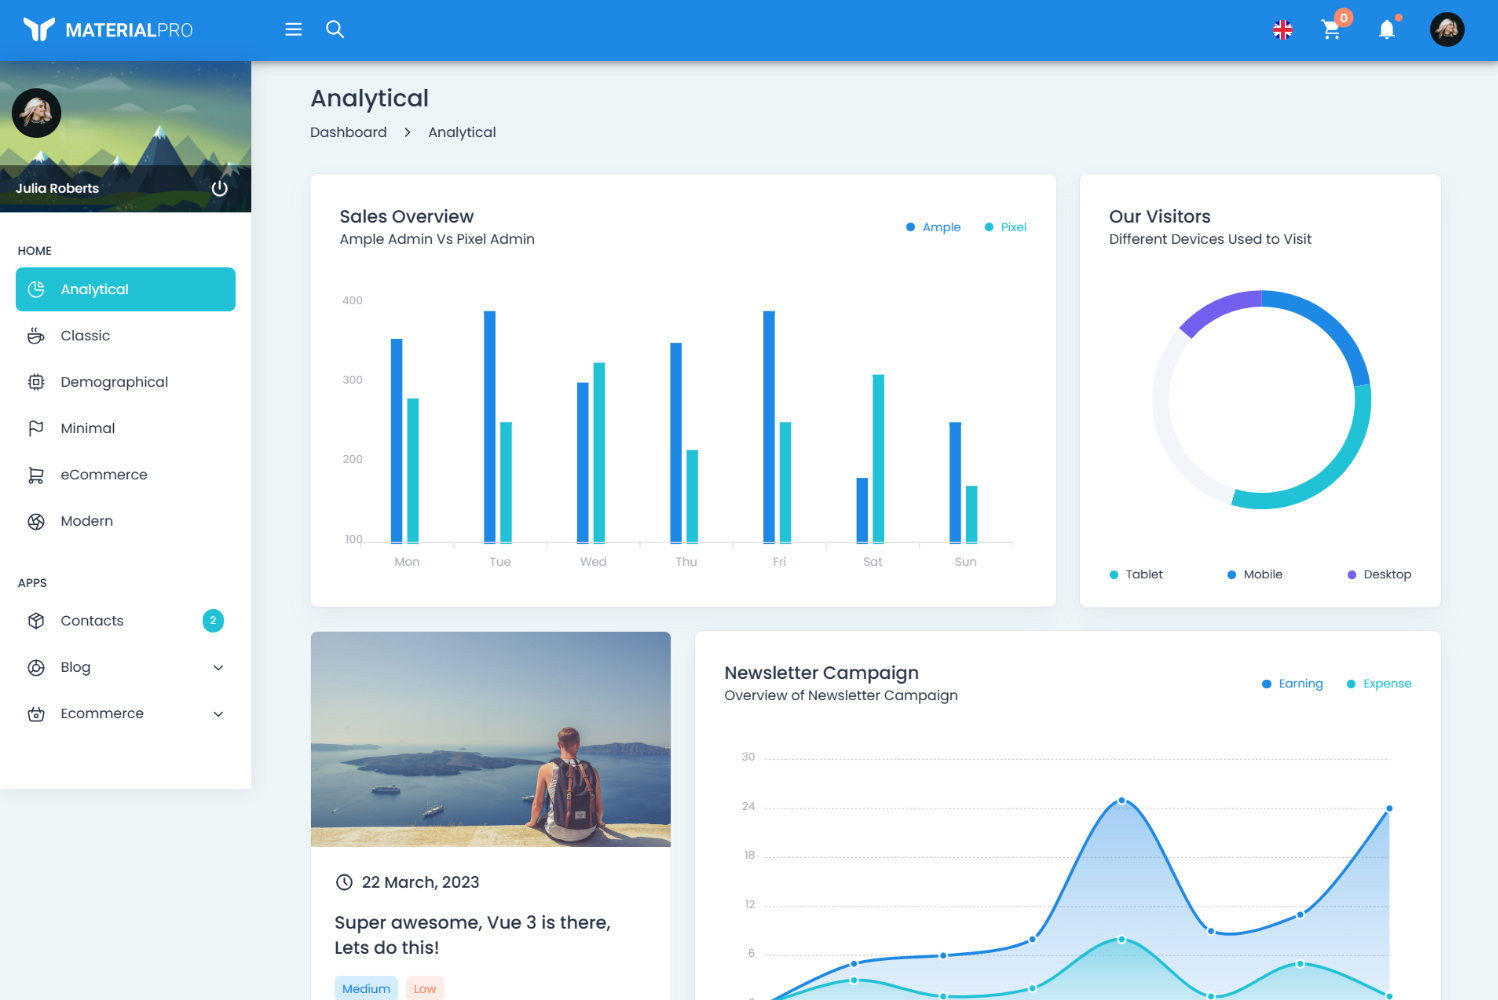 MATERIALPRO
0
Julia Roberts
HOME
Analytical
Classic
Demographical
Minimal
eCommerce
Modern
APPS
Contacts
2
Blog
Ecommerce
Analytical
Dashboard > Analytical
Sales Overview
Ample Admin Vs Pixel Admin
Ample Pixel
400
300
200
100
Mon Tue Wed Thu Fri Sat Sun
Our Visitors
Different Devices Used to Visit
Tablet Mobile Desktop
22 March, 2023
Super awesome, Vue 3 is there,
Lets do this!
Medium Low
Newsletter Campaign
Overview of Newsletter Campaign
Earning Expense
30
24
18
12
6